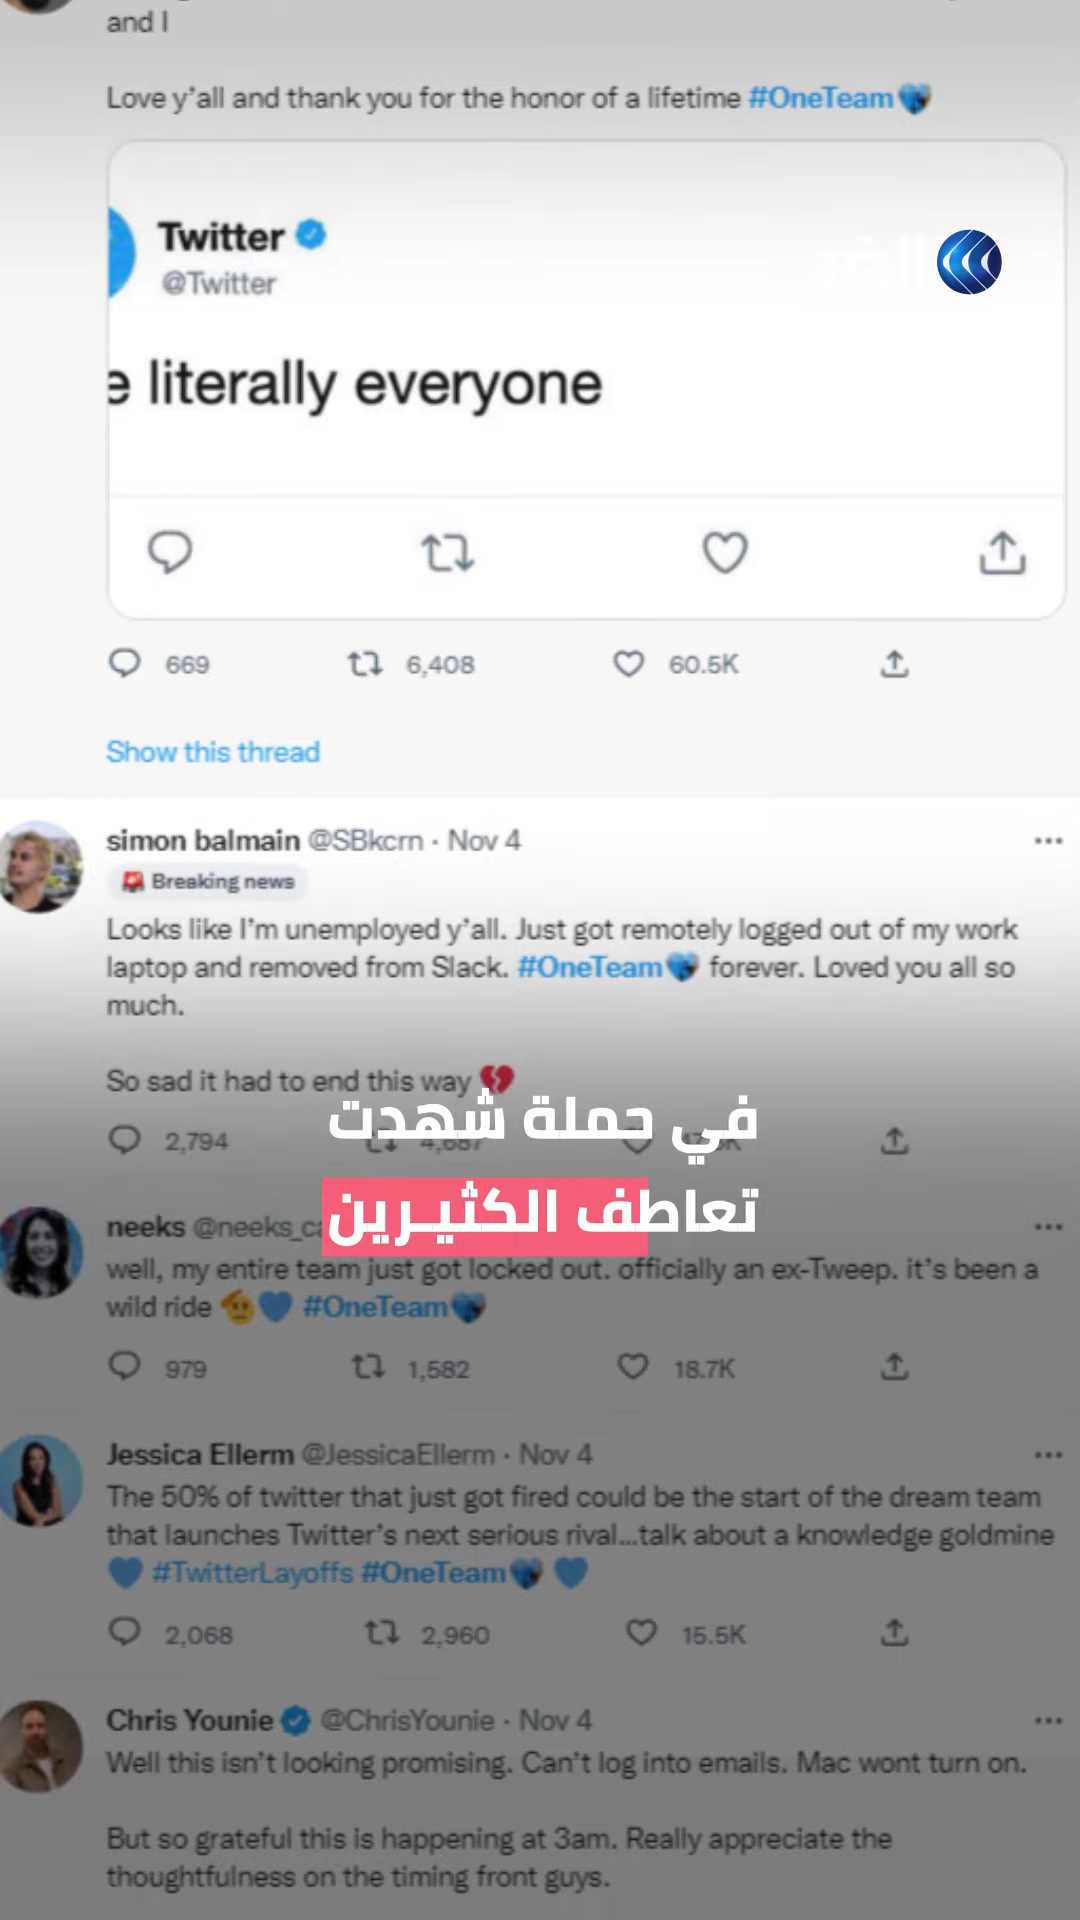 and I
Love y'all and thank you for the honor of a lifetime #OneTeam💙
Twitter
@Twitter
literally everyone
669 6,408 60.5K
Show this thread
simon balmain @SBkcrn · Nov 4
🚨 Breaking news
Looks like I'm unemployed y'all. Just got remotely logged out of my work
laptop and removed from Slack. #OneTeam💙 forever. Loved you all so
much.
So sad it had to end this way 💔
في حملة شهدت
تعاطف الكثيرين
2,794 4,687
neeks
well, my entire team just got locked out. officially an ex-Tweep. it's been a
wild ride 🫡💙 #OneTeam💙
979 1,582 18.7K
Jessica Ellerm @JessicaEllerm · Nov 4
The 50% of twitter that just got fired could be the start of the dream team
that launches Twitter's next serious rival...talk about a knowledge goldmine
💙 #TwitterLayoffs #OneTeam💙 💙
2,068 2,960 15.5K
Chris Younie @ChrisYounie · Nov 4
Well this isn't looking promising. Can't log into emails. Mac wont turn on.
But so grateful this is happening at 3am. Really appreciate the
thoughtfulness on the timing front guys.